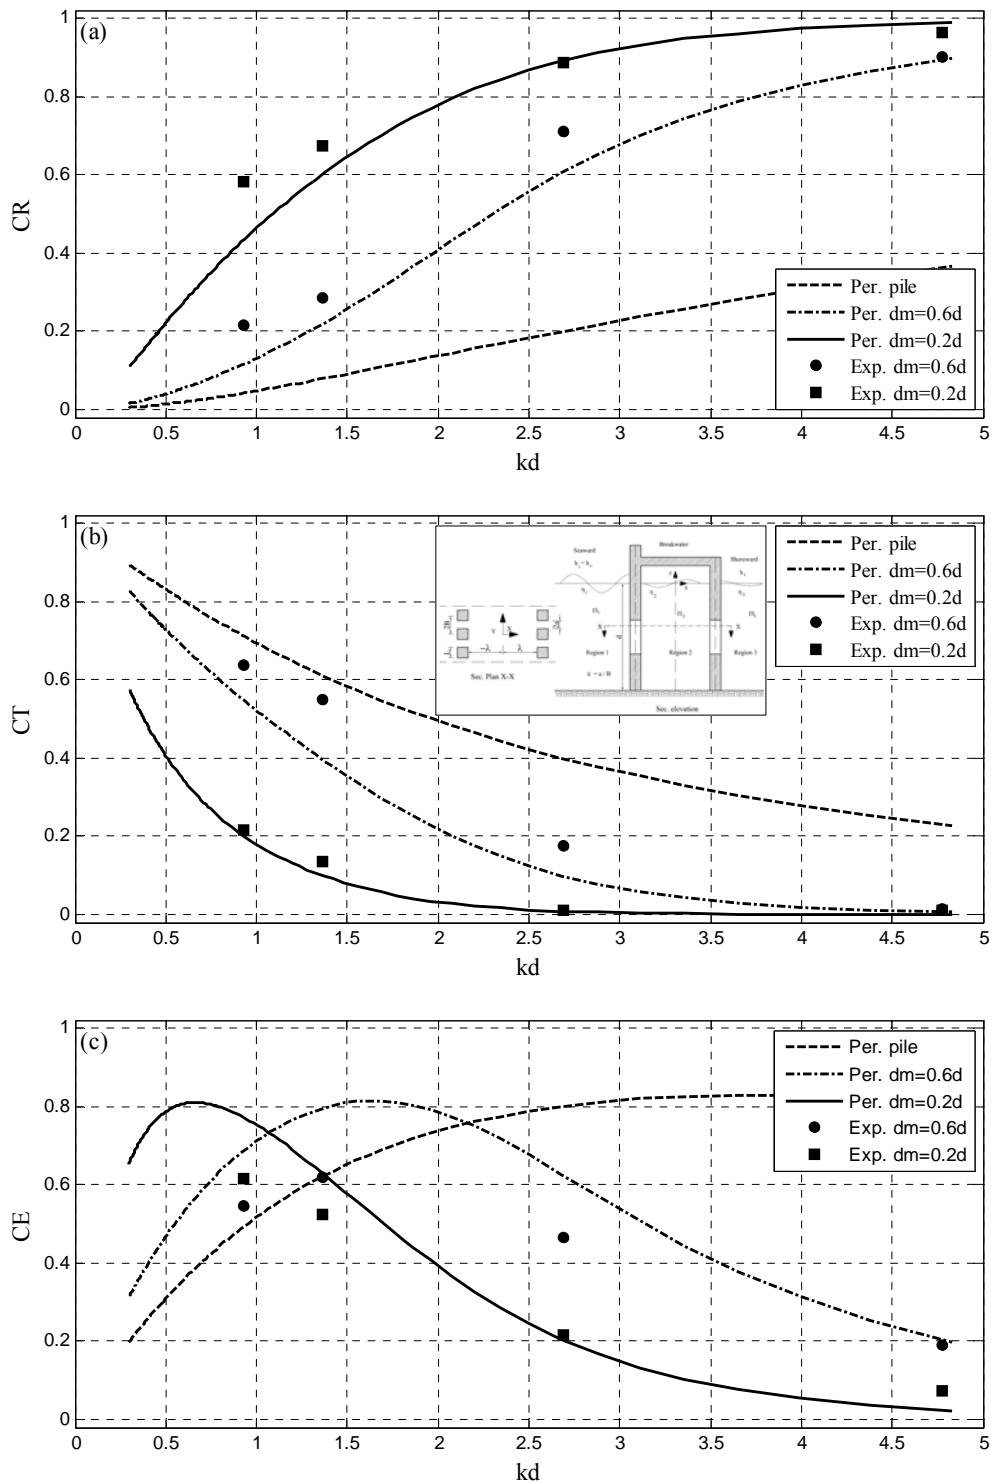 (a)
1
0.8
0.6
0.4
0.2
0
CR
Per. pile
Per. dm=0.6d
Per. dm=0.2d
Exp. dm=0.6d
Exp. dm=0.2d
0 0.5 1 1.5 2 2.5 3 3.5 4 4.5 5
kd
(b)
1
0.8
0.6
0.4
0.2
0
CT
Seaward
Breakwater
Shoreward
Region 1
Region 2
Region 3
Sec. Plan X-X
Sec. elevation
ε = a / B
2B
-λ λ
X X
d
Per. pile
Per. dm=0.6d
Per. dm=0.2d
Exp. dm=0.6d
Exp. dm=0.2d
0 0.5 1 1.5 2 2.5 3 3.5 4 4.5 5
kd
(c)
1
0.8
0.6
0.4
0.2
0
CE
Per. pile
Per. dm=0.6d
Per. dm=0.2d
Exp. dm=0.6d
Exp. dm=0.2d
0 0.5 1 1.5 2 2.5 3 3.5 4 4.5 5
kd